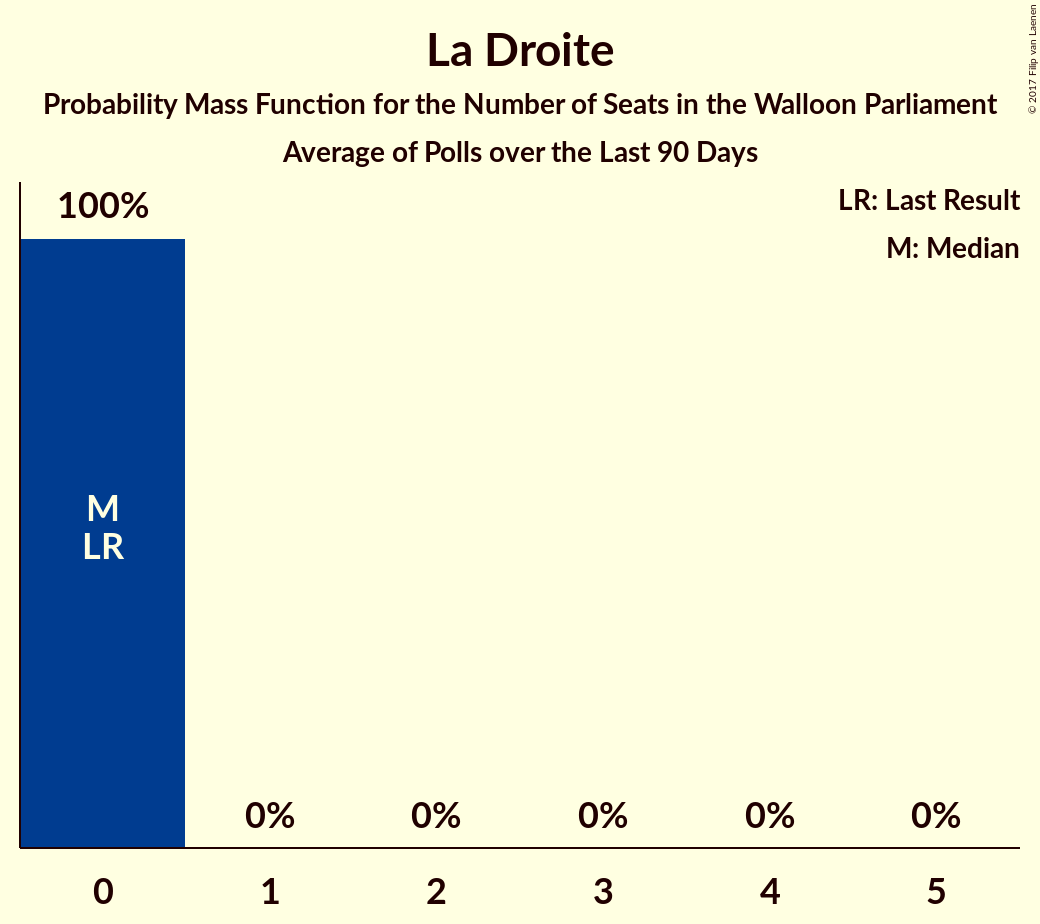 La Droite
Probability Mass Function for the Number of Seats in the Walloon Parliament
Average of Polls over the Last 90 Days
© 2017 Filip van Laenen
LR: Last Result
M: Median
100%
M
LR
0% 0% 0% 0% 0%
0 1 2 3 4 5